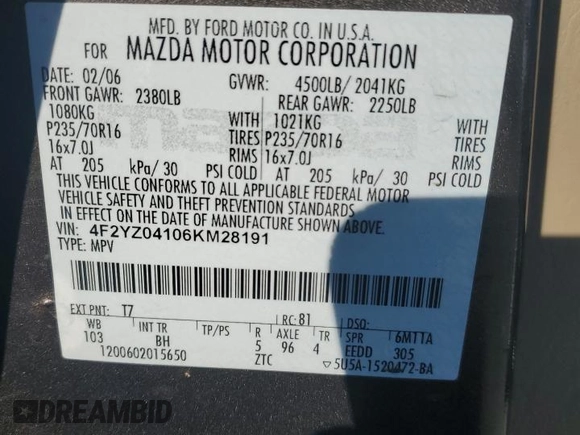 MFD. BY FORD MOTOR CO. IN U.S.A.
FOR MAZDA MOTOR CORPORATION
DATE: 02/06 GVWR: 4500LB/ 2041KG
FRONT GAWR: 2380LB REAR GAWR: 2250LB
1080KG WITH 1021KG WITH
P235/70R16 TIRES P235/70R16 TIRES
16x7.0J RIMS 16x7.0J RIMS
AT 205 kPa/ 30 PSI COLD AT 205 kPa/ 30 PSI COLD
THIS VEHICLE CONFORMS TO ALL APPLICABLE FEDERAL MOTOR
VEHICLE SAFETY AND THEFT PREVENTION STANDARDS
IN EFFECT ON THE DATE OF MANUFACTURE SHOWN ABOVE.
VIN: 4F2YZ04106KM28191
TYPE: MPV
EXT PNT: T7 RC: 81
WB INT TR TP/PS R AXLE TR SPR 6M11A
103 BH 5 96 4 EEDD 305
1200602015650 ZTC ▽5U5A-1520472-BA
DREAMBID